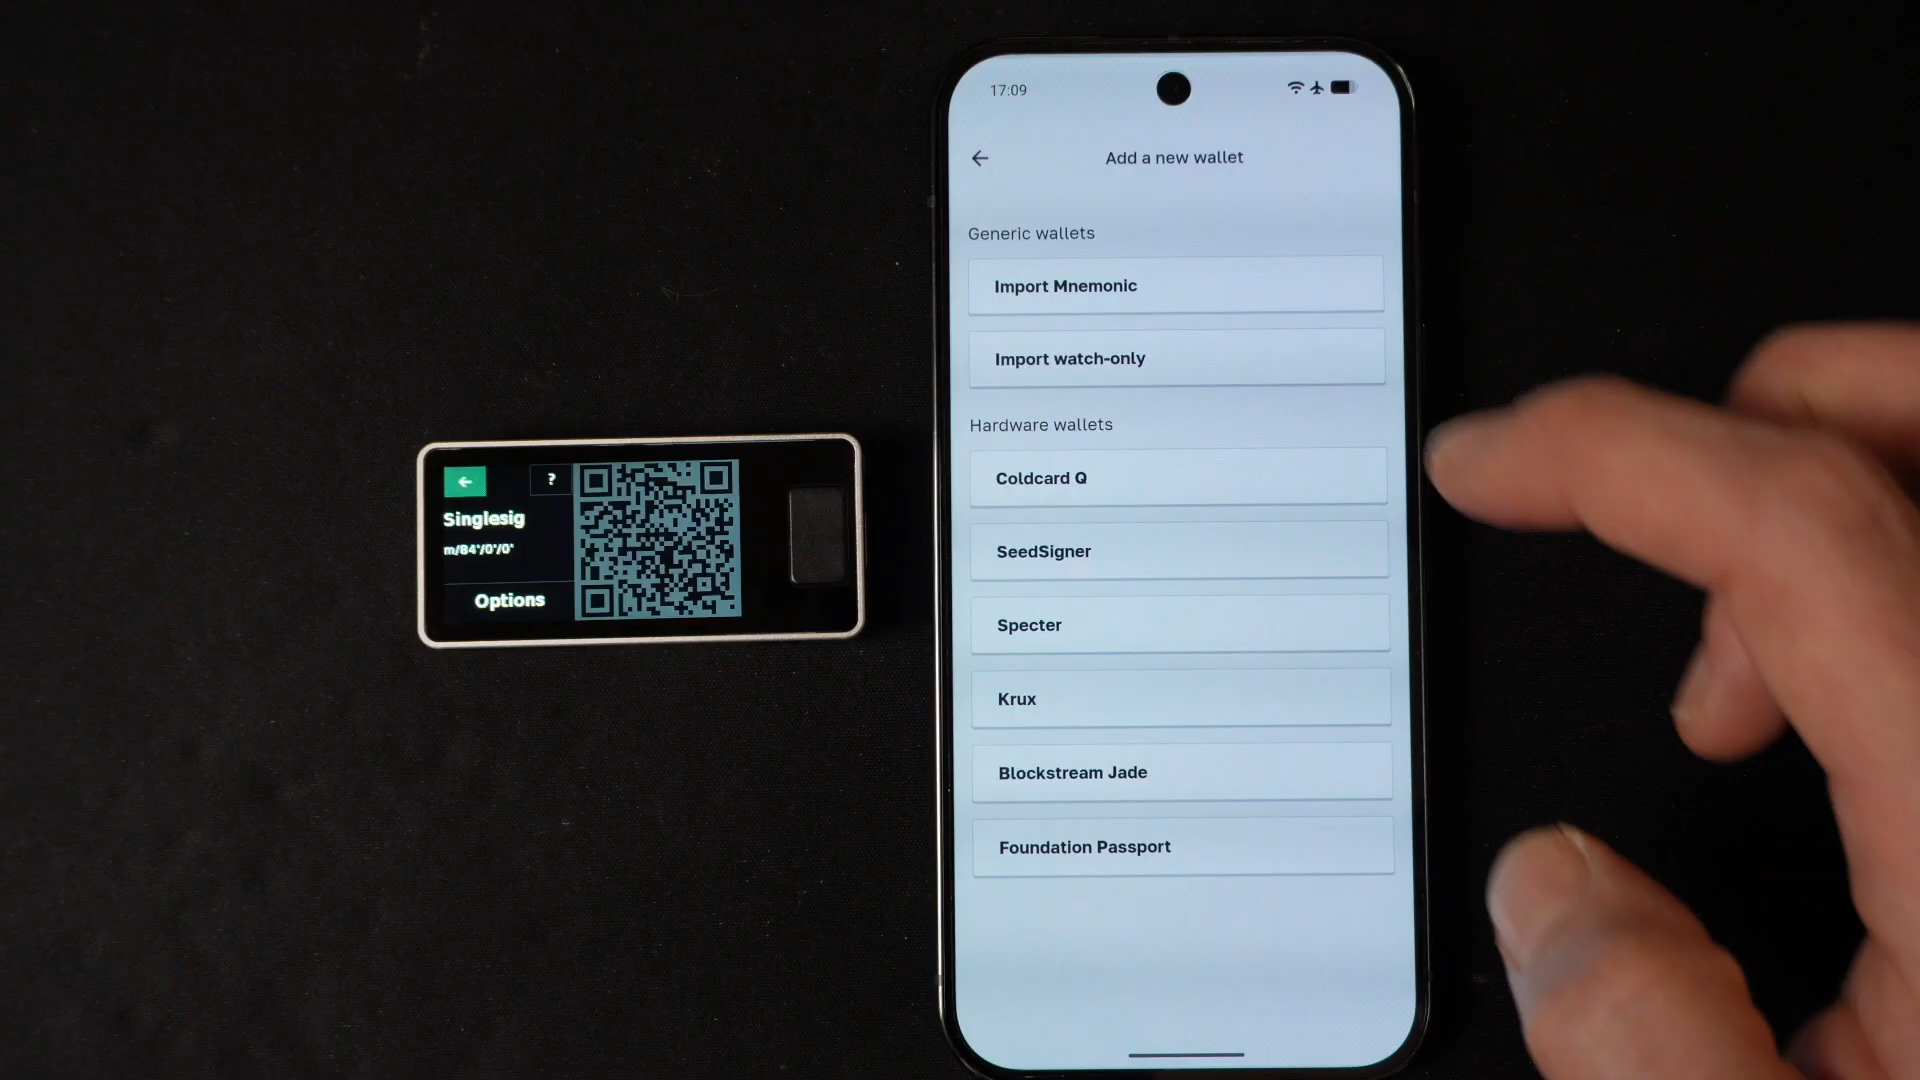 ?
Singlesig
m/84'/0'/0'
Options
17:09
Add a new wallet
Generic wallets
Import Mnemonic
Import watch-only
Hardware wallets
Coldcard Q
SeedSigner
Specter
Krux
Blockstream Jade
Foundation Passport